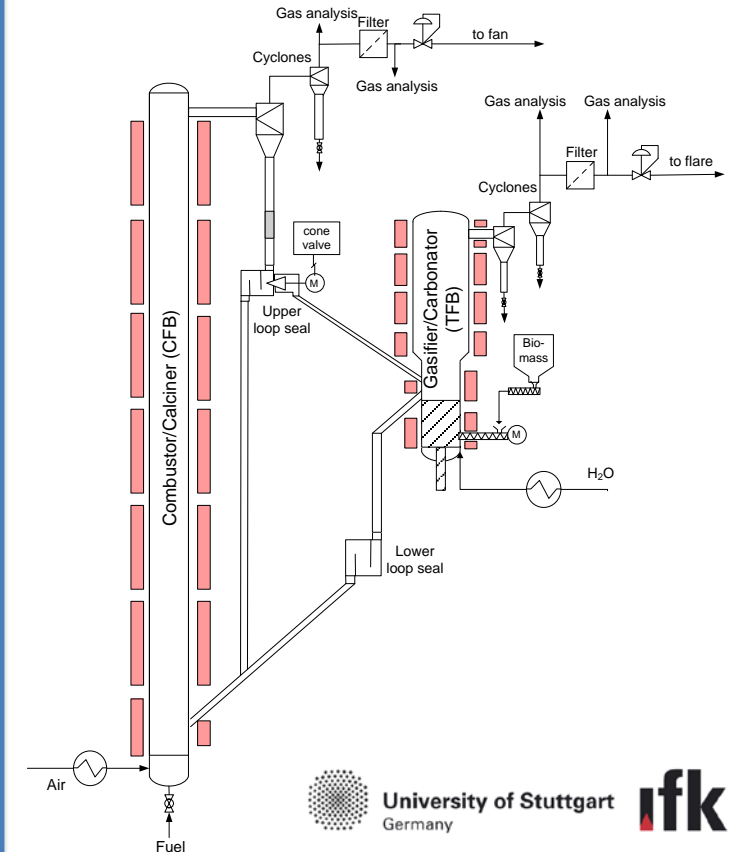 Gas analysis
Filter
to fan
Cyclones
Gas analysis
Gas analysis
Gas analysis
Filter
to flare
Cyclones
cone
valve
M
Upper
loop seal
Combustor/Calciner (CFB)
Gasifier/Carbonator
(TFB)
Bio-
mass
M
H₂O
Lower
loop seal
Air
Fuel
University of Stuttgart
Germany
ifk